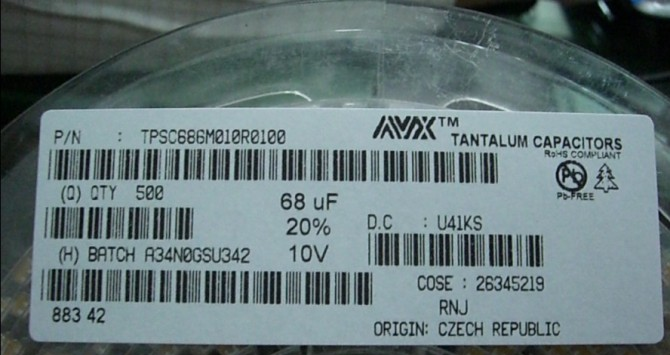 P/N : TPSC686M010R0100
AVX™
TANTALUM CAPACITORS
RoHS COMPLIANT
(Q) QTY 500
68 uF
Pb
Pb-FREE
20%
D.C : U41KS
(H) BATCH A34N0GSU342
10V
COSE : 26345219
883 42
RNJ
ORIGIN: CZECH REPUBLIC